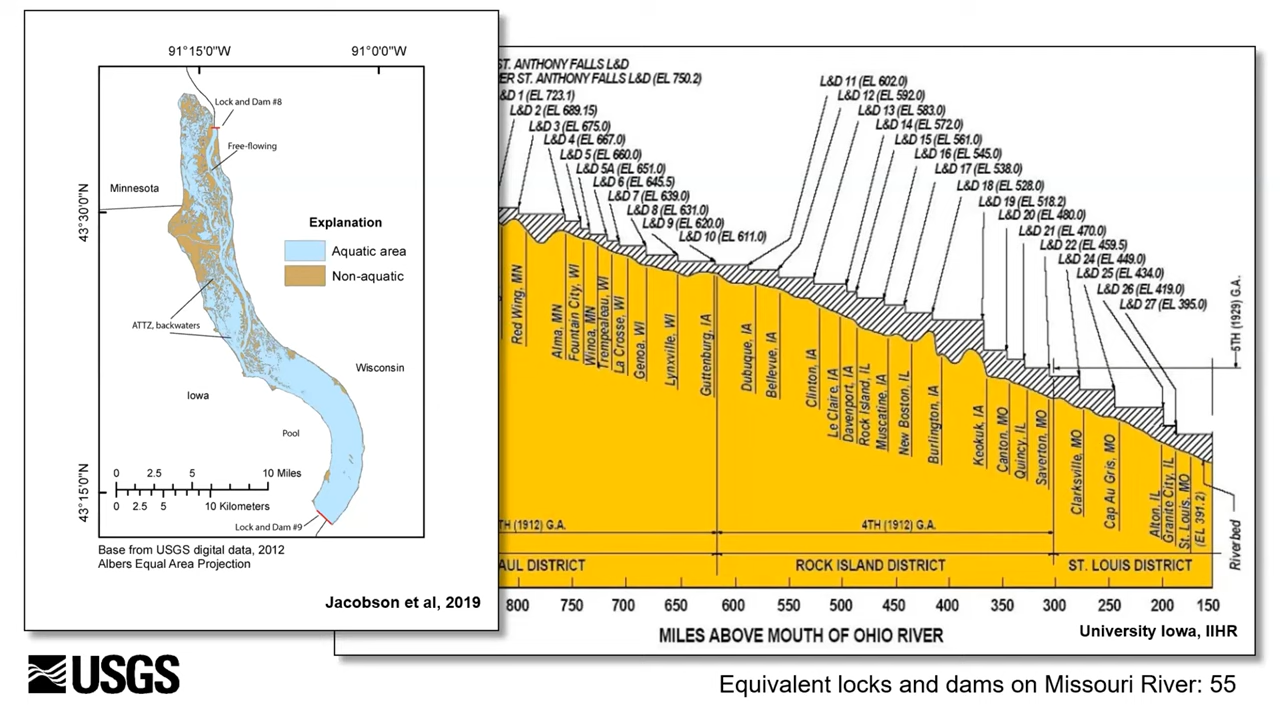 91°15'0"W
91°0'0"W
Lock and Dam #8
Free-flowing
Minnesota
43°30'0"N
Explanation
Aquatic area
Non-aquatic
ATTZ, backwaters
Wisconsin
Iowa
Pool
0 2.5 5 10 Miles
0 2.5 5 10 Kilometers
43°15'0"N
Lock and Dam #9
Base from USGS digital data, 2012
Albers Equal Area Projection
Jacobson et al, 2019
ST. ANTHONY FALLS L&D
ER ST. ANTHONY FALLS L&D (EL 750.2)
&D 1 (EL 723.1)
L&D 2 (EL 689.15)
L&D 3 (EL 675.0)
L&D 4 (EL 667.0)
L&D 5 (EL 660.0)
L&D 5A (EL 651.0)
L&D 6 (EL 645.5)
L&D 7 (EL 639.0)
L&D 8 (EL 631.0)
L&D 9 (EL 620.0)
L&D 10 (EL 611.0)
L&D 11 (EL 602.0)
L&D 12 (EL 592.0)
L&D 13 (EL 583.0)
L&D 14 (EL 572.0)
L&D 15 (EL 561.0)
L&D 16 (EL 545.0)
L&D 17 (EL 538.0)
L&D 18 (EL 528.0)
L&D 19 (EL 518.2)
L&D 20 (EL 480.0)
L&D 21 (EL 470.0)
L&D 22 (EL 459.5)
L&D 24 (EL 449.0)
L&D 25 (EL 434.0)
L&D 26 (EL 419.0)
L&D 27 (EL 395.0)
5TH (1929) G.A.
Red Wing, MN
Alma, MN
Fountain City, WI
Winoa, MN
Trempealeau, WI
La Crosse, WI
Genoa, WI
Lynxville, WI
Guttenburg, IA
Dubuque, IA
Bellevue, IA
Clinton, IA
Le Claire, IA
Davenport, IA
Rock Island, IL
Muscatine, IA
New Boston, IL
Burlington, IA
Keokuk, IA
Canton, MO
Quincy, IL
Saverton, MO
Clarksville, MO
Cap Au Gris, MO
Alton, IL
Granite City, IL
St. Louis, MO
(EL 391.2)
Riverbed
TH (1912) G.A.
4TH (1912) G.A.
AUL DISTRICT
ROCK ISLAND DISTRICT
ST. LOUIS DISTRICT
800 750 700 650 600 550 500 450 400 350 300 250 200 150
MILES ABOVE MOUTH OF OHIO RIVER
University Iowa, IIHR
USGS
Equivalent locks and dams on Missouri River: 55